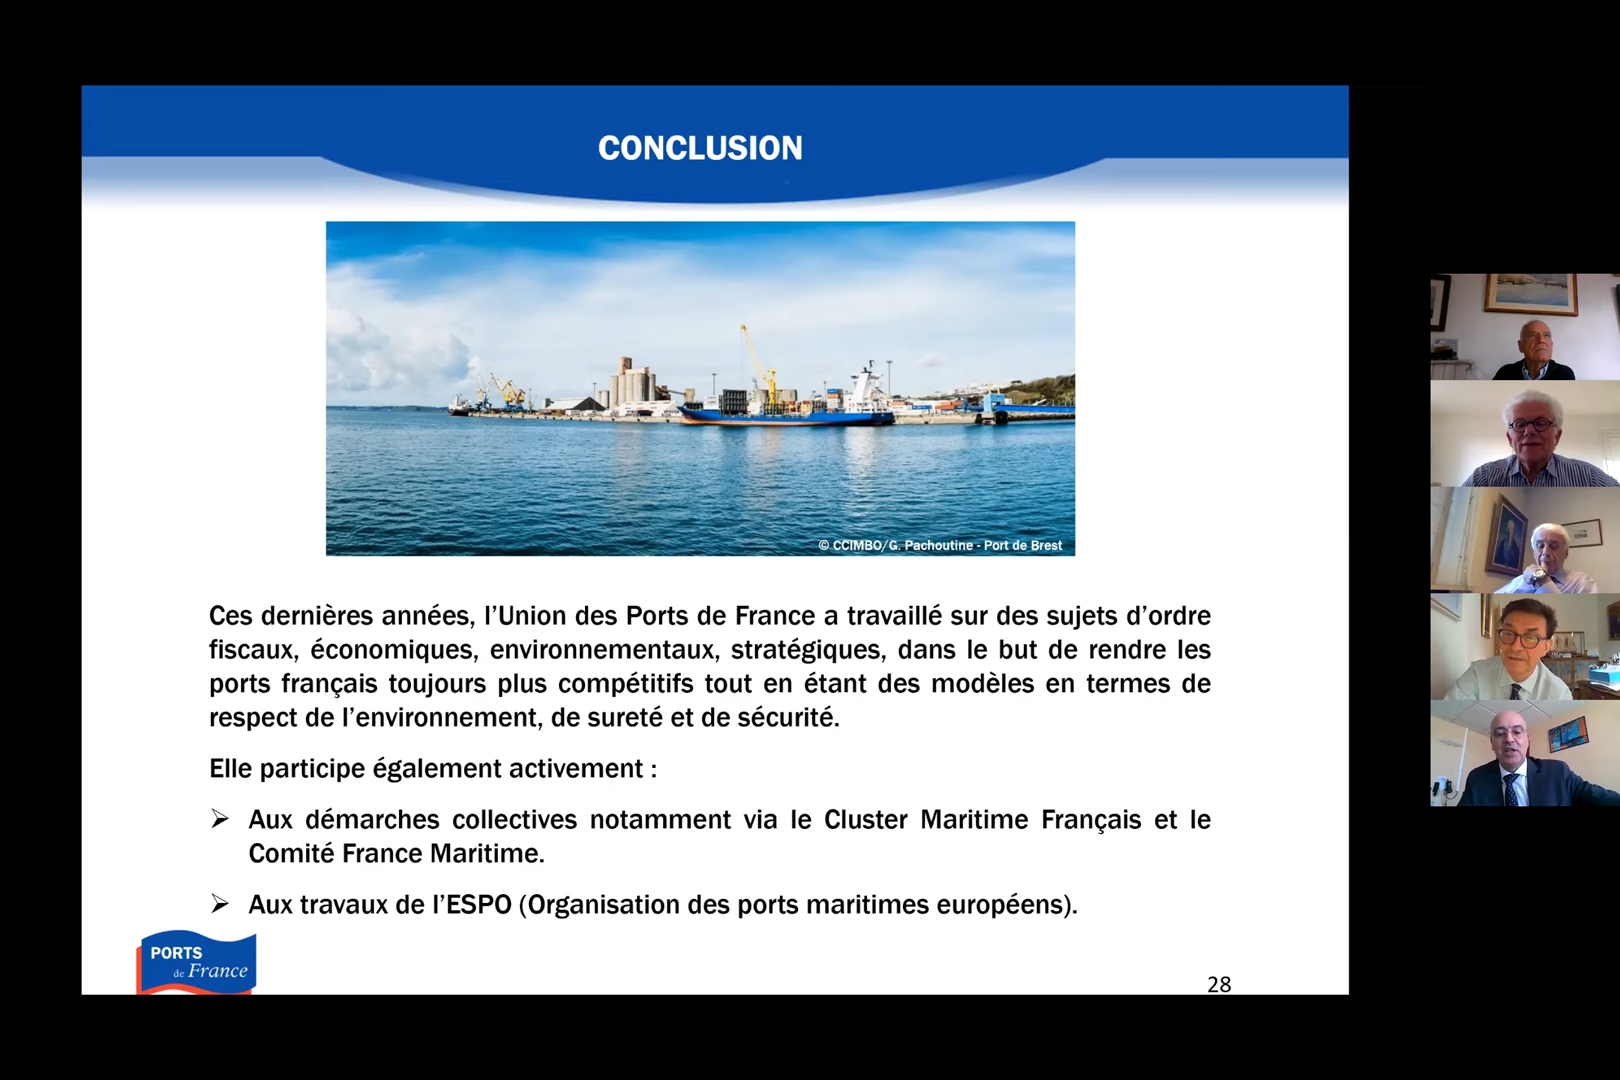 CONCLUSION
© CCIMBO/G. Pachoutine - Port de Brest
Ces dernières années, l’Union des Ports de France a travaillé sur des sujets d’ordre
fiscaux, économiques, environnementaux, stratégiques, dans le but de rendre les
ports français toujours plus compétitifs tout en étant des modèles en termes de
respect de l’environnement, de sureté et de sécurité.
Elle participe également activement :
➢ Aux démarches collectives notamment via le Cluster Maritime Français et le
Comité France Maritime.
➢ Aux travaux de l’ESPO (Organisation des ports maritimes européens).
PORTS
de France
28